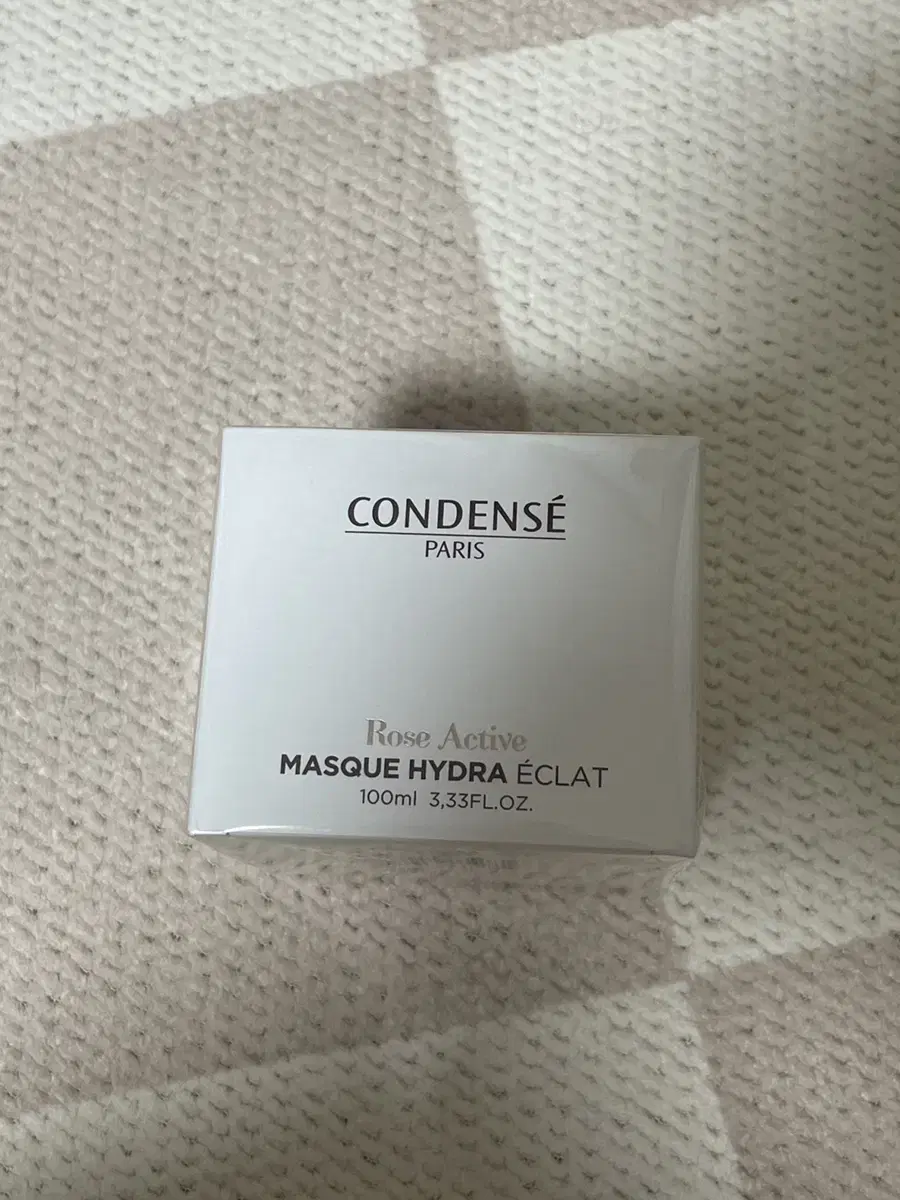 CONDENSÉ
PARIS
Rose Active
MASQUE HYDRA ÉCLAT
100ml 3,33FL.OZ.